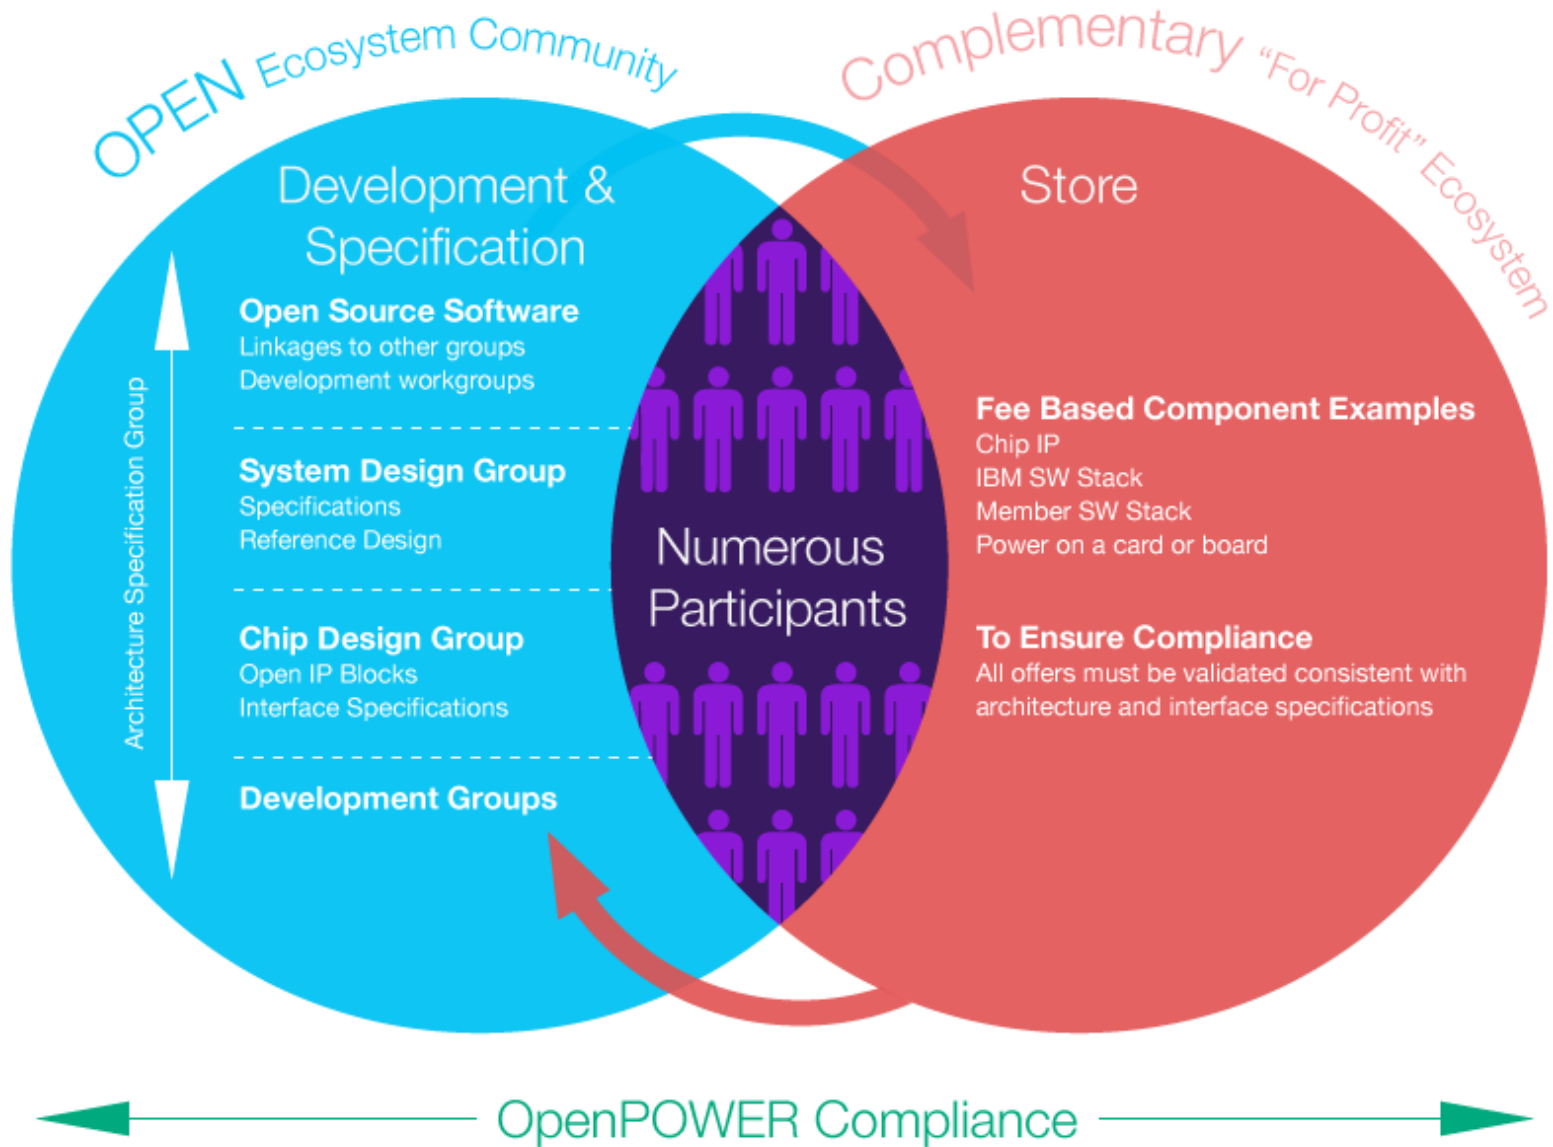 OPEN Ecosystem Community
Complementary “For Profit” Ecosystem
Development &
Specification
Architecture Specification Group
Open Source Software
Linkages to other groups
Development workgroups
System Design Group
Specifications
Reference Design
Chip Design Group
Open IP Blocks
Interface Specifications
Development Groups
Numerous
Participants
Store
Fee Based Component Examples
Chip IP
IBM SW Stack
Member SW Stack
Power on a card or board
To Ensure Compliance
All offers must be validated consistent with
architecture and interface specifications
OpenPOWER Compliance